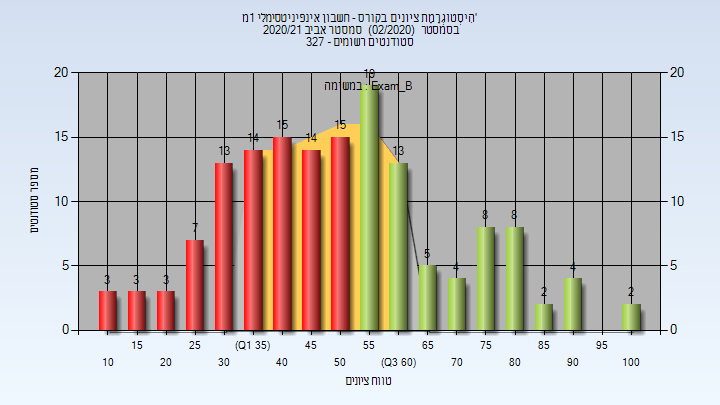 היסטוגרמת ציונים בקורס - חשבון אינפיניטסימלי 1מ'
בסמסטר (02/2020) סמסטר אביב 2020/21
סטודנטים רשומים - 327
במשימה : Exam_B
20 19 20
15 13 14 15 14 15 13 15
10 7 8 8 10
5 3 3 3 5 4 2 4 2 5
0 0
מספר סטודנטים
15 25 (Q1 35) 45 55 65 75 85 95
10 20 30 40 50 (Q3 60) 70 80 90 100
טווח ציונים